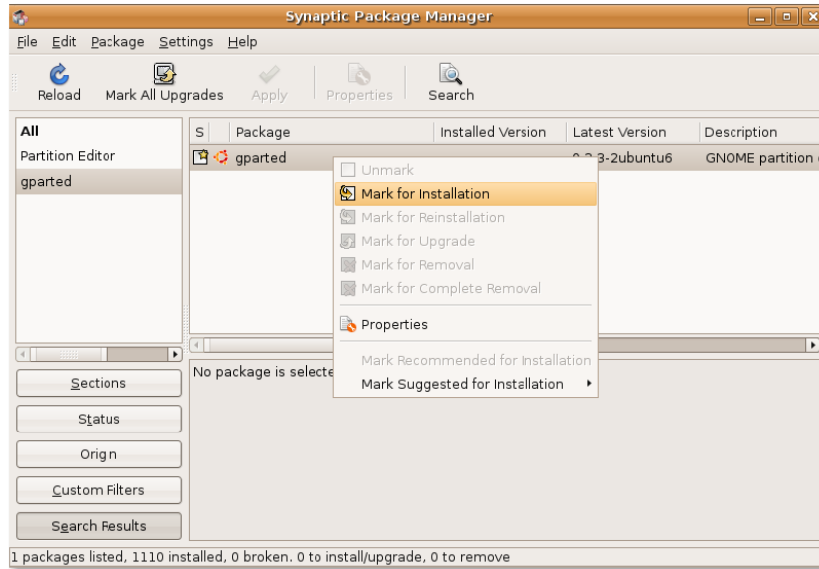 Synaptic Package Manager
File Edit Package Settings Help
Reload Mark All Upgrades Apply Properties Search
All
Partition Editor
gparted
S Package Installed Version Latest Version Description
gparted 0.2.3-2ubuntu6 GNOME partition
Unmark
Mark for Installation
Mark for Reinstallation
Mark for Upgrade
Mark for Removal
Mark for Complete Removal
Properties
Mark Recommended for Installation
Mark Suggested for Installation
No package is selecte
Sections
Status
Orign
Custom Filters
Search Results
1 packages listed, 1110 installed, 0 broken. 0 to install/upgrade, 0 to remove